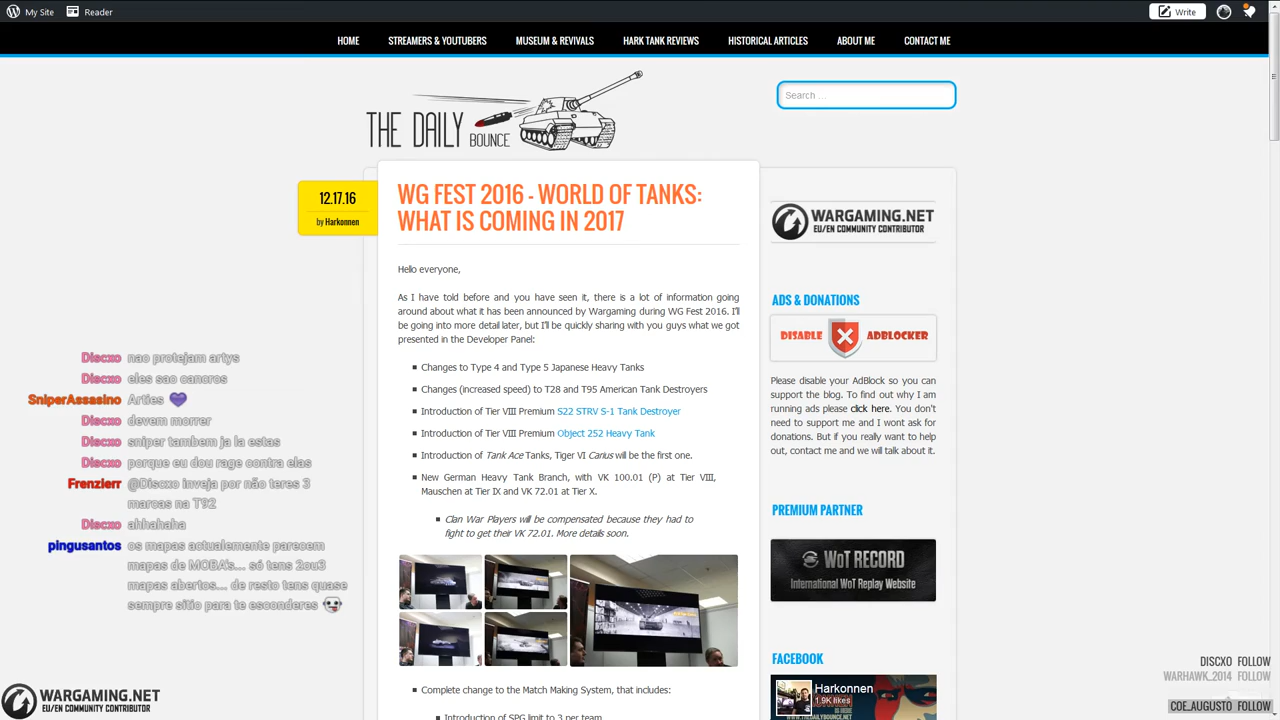 My Site
Reader
Write
HOME
STREAMERS & YOUTUBERS
MUSEUM & REVIVALS
HARK TANK REVIEWS
HISTORICAL ARTICLES
ABOUT ME
CONTACT ME
THE DAILY BOUNCE
Search ...
12.17.16
by Harkonnen
WG FEST 2016 - WORLD OF TANKS:
WHAT IS COMING IN 2017
Hello everyone,
As I have told before and you have seen it, there is a lot of information going
around about what it has been announced by Wargaming during WG Fest 2016. I'll
be going into more detail later, but I'll be quickly sharing with you guys what we got
presented in the Developer Panel:
Changes to Type 4 and Type 5 Japanese Heavy Tanks
Changes (increased speed) to T28 and T95 American Tank Destroyers
Introduction of Tier VIII Premium S22 STRV S-1 Tank Destroyer
Introduction of Tier VIII Premium Object 252 Heavy Tank
Introduction of Tank Ace Tanks, Tiger VI Carius will be the first one.
New German Heavy Tank Branch, with VK 100.01 (P) at Tier VIII,
Mauschen at Tier IX and VK 72.01 at Tier X.
Clan War Players will be compensated because they had to
fight to get their VK 72.01. More details soon.
Complete change to the Match Making System, that includes:
Introduction of SPG limit to 3 per team
WARGAMING.NET
EU/EN COMMUNITY CONTRIBUTOR
ADS & DONATIONS
DISABLE ADBLOCKER
Please disable your AdBlock so you can
support the blog. To find out why I am
running ads please click here. You don't
need to support me and I wont ask for
donations. But if you really want to help
out, contact me and we will talk about it.
PREMIUM PARTNER
WoT RECORD
International WoT Replay Website
FACEBOOK
Harkonnen
1.9K likes
Discxo nao protejam artys
Discxo eles sao cancros
SniperAssasino Arties
Discxo devem morrer
Discxo sniper tambem ja la estas
Discxo porque eu dou rage contra elas
Frenzierr @Discxo inveja por não teres 3
marcas na T92
Discxo ahhahaha
pingusantos os mapas actualemente parecem
mapas de MOBA's... só tens 2ou3
mapas abertos... de resto tens quase
sempre sítio para te esconderes
WARGAMING.NET
EU/EN COMMUNITY CONTRIBUTOR
DISCXO FOLLOW
WARHAWK_2014 FOLLOW
COE_AUGUSTO FOLLOW